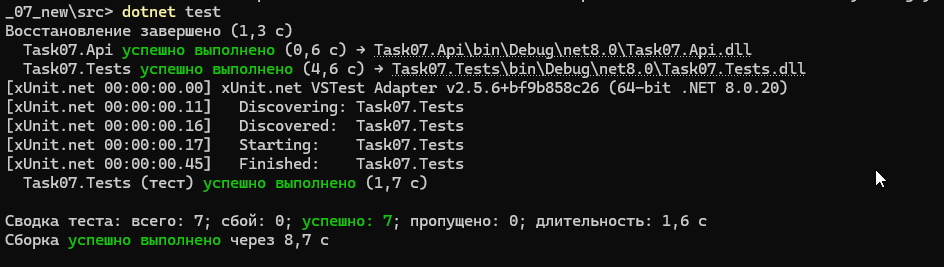 _07_new\src> dotnet test
Восстановление завершено (1,3 с)
Task07.Api успешно выполнено (0,6 с) → Task07.Api\bin\Debug\net8.0\Task07.Api.dll
Task07.Tests успешно выполнено (4,6 с) → Task07.Tests\bin\Debug\net8.0\Task07.Tests.dll
[xUnit.net 00:00:00.00] xUnit.net VSTest Adapter v2.5.6+bf9b858c26 (64-bit .NET 8.0.20)
[xUnit.net 00:00:00.11]   Discovering: Task07.Tests
[xUnit.net 00:00:00.16]   Discovered:  Task07.Tests
[xUnit.net 00:00:00.17]   Starting:    Task07.Tests
[xUnit.net 00:00:00.45]   Finished:    Task07.Tests
Task07.Tests (тест) успешно выполнено (1,7 с)
Сводка теста: всего: 7; сбой: 0; успешно: 7; пропущено: 0; длительность: 1,6 с
Сборка успешно выполнено через 8,7 с